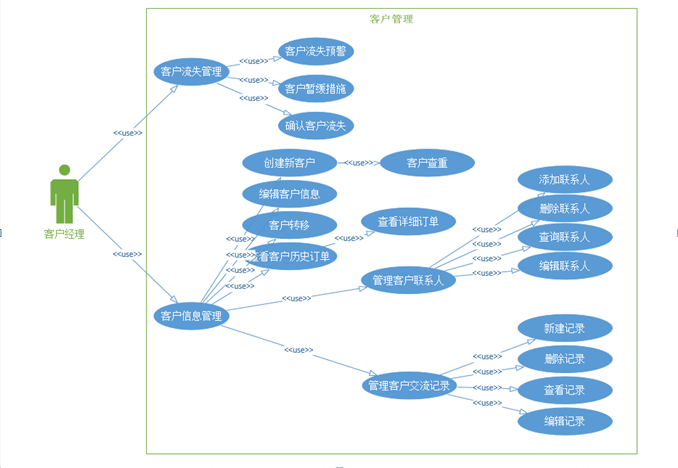 客户管理
客户流失预警
<<use>>
客户流失管理
<<use>>
客户暂缓措施
<<use>>
确认客户流失
<<use>>
客户经理
<<use>>
创建新客户
<<use>>
客户查重
编辑客户信息
客户转移
<<use>>
查看客户历史订单
<<use>>
查看详细订单
<<use>>
<<use>>
<<use>>
客户信息管理
<<use>>
管理客户联系人
<<use>>
添加联系人
<<use>>
删除联系人
<<use>>
查询联系人
<<use>>
编辑联系人
<<use>>
管理客户交流记录
<<use>>
新建记录
<<use>>
删除记录
<<use>>
查看记录
<<use>>
编辑记录